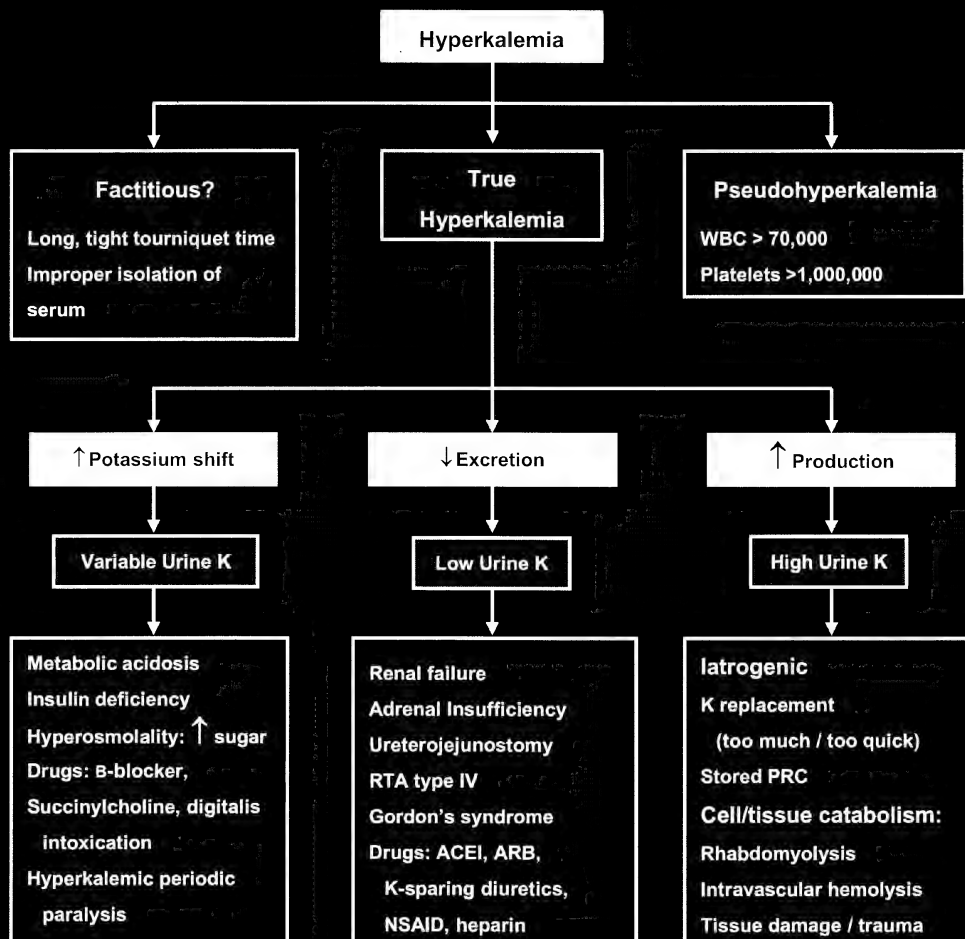 Hyperkalemia
Factitious?
Long, tight tourniquet time
Improper isolation of
serum
True
Hyperkalemia
Pseudohyperkalemia
WBC > 70,000
Platelets >1,000,000
↑Potassium shift
↓Excretion
↑Production
Variable Urine K
Low Urine K
High Urine K
Metabolic acidosis
Insulin deficiency
Hyperosmolality: ↑ sugar
Drugs: B-blocker,
Succinylcholine, digitalis
intoxication
Hyperkalemic periodic
paralysis
Renal failure
Adrenal Insufficiency
Ureterojejunostomy
RTA type IV
Gordon's syndrome
Drugs: ACEI, ARB,
K-sparing diuretics,
NSAID, heparin
Iatrogenic
K replacement
(too much / too quick)
Stored PRC
Cell/tissue catabolism:
Rhabdomyolysis
Intravascular hemolysis
Tissue damage / trauma